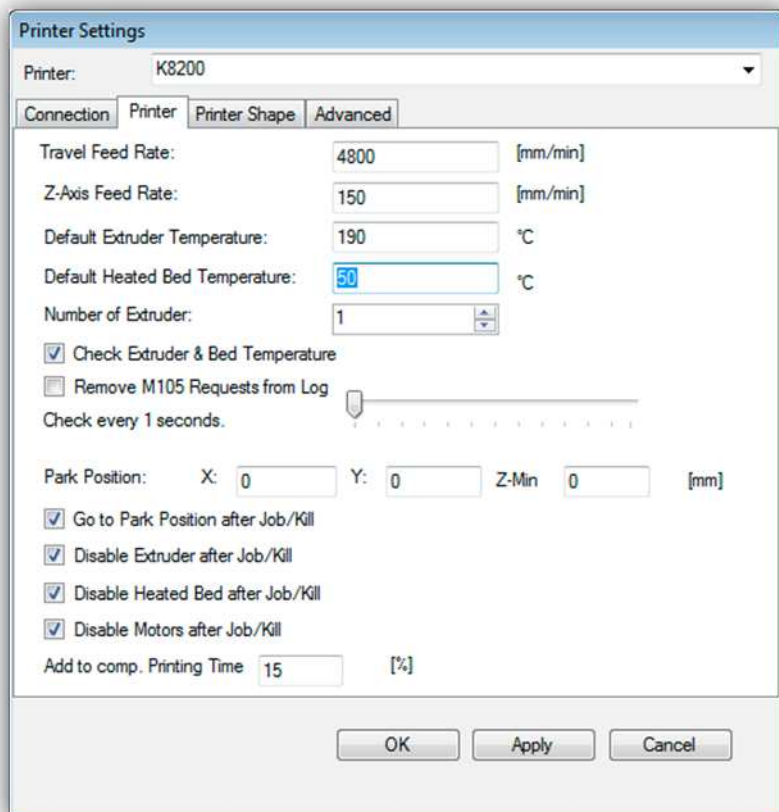 Printer Settings
Printer: K8200
Connection Printer Printer Shape Advanced
Travel Feed Rate: 4800 [mm/min]
Z-Axis Feed Rate: 150 [mm/min]
Default Extruder Temperature: 190 °C
Default Heated Bed Temperature: 50 °C
Number of Extruder: 1
Check Extruder & Bed Temperature
Remove M105 Requests from Log
Check every 1 seconds.
Park Position: X: 0 Y: 0 Z-Min 0 [mm]
Go to Park Position after Job/Kill
Disable Extruder after Job/Kill
Disable Heated Bed after Job/Kill
Disable Motors after Job/Kill
Add to comp. Printing Time 15 [%]
OK Apply Cancel